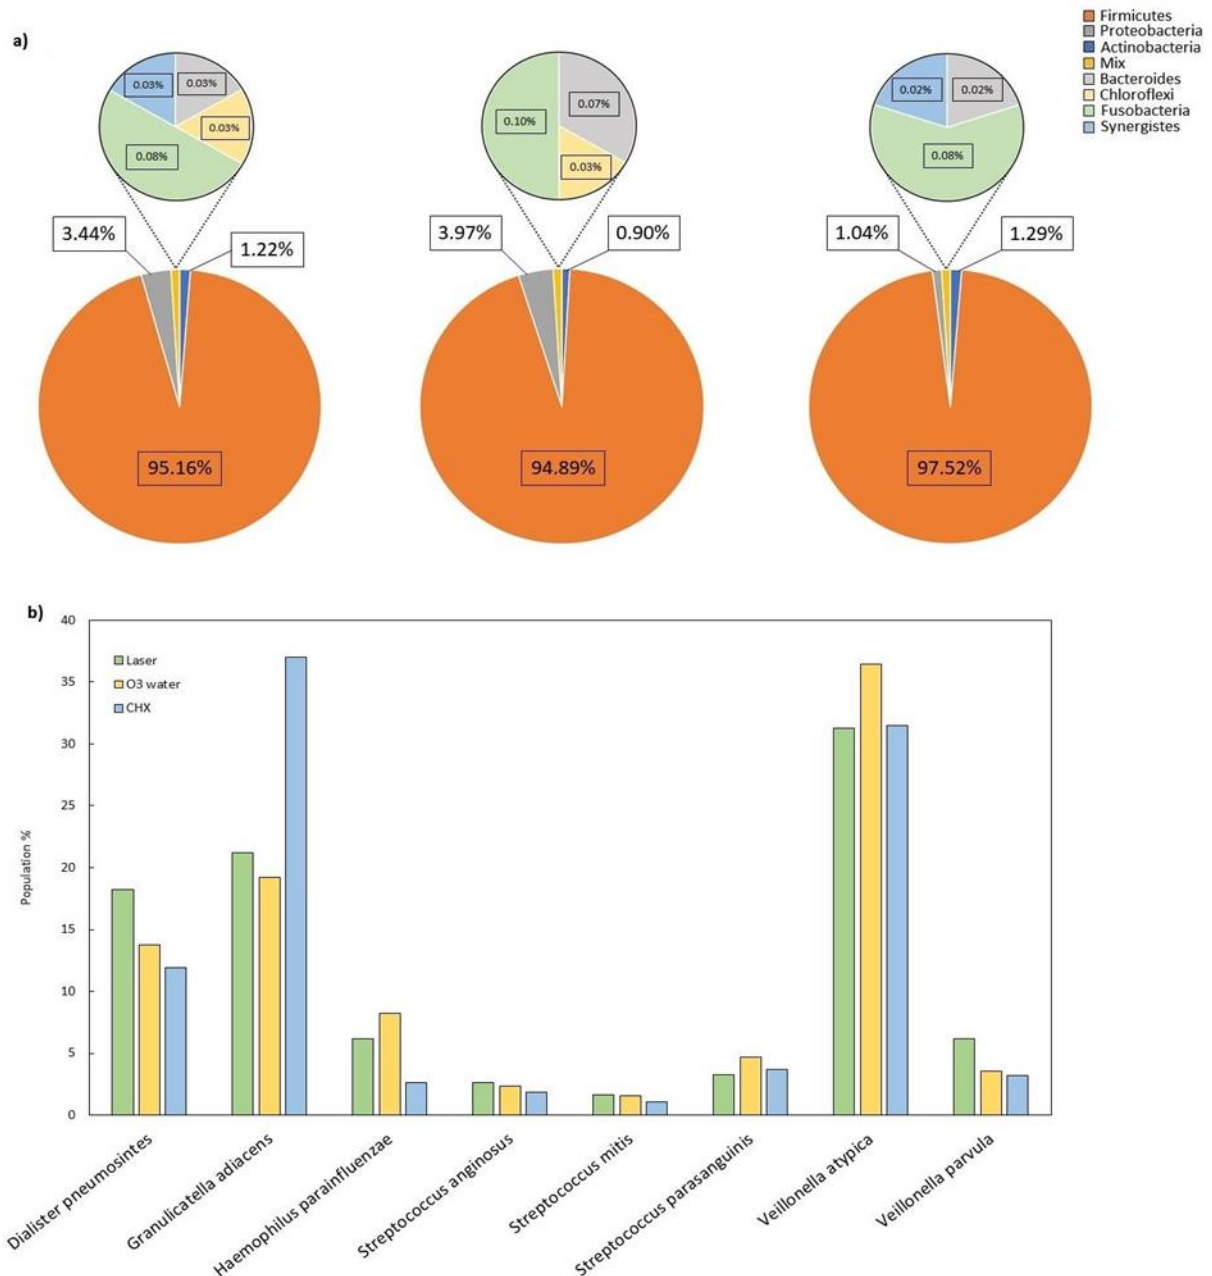 a)
Firmicutes
Proteobacteria
Actinobacteria
Mix
Bacteroides
Chloroflexi
Fusobacteria
Synergistes
0.03% 0.03%
0.03%
0.08%
0.10% 0.07%
0.03%
0.02% 0.02%
0.08%
3.44% 1.22%
3.97% 0.90%
1.04% 1.29%
95.16% 94.89% 97.52%
b)
Population %
40
35
30
25
20
15
10
5
0
Laser
O3 water
CHX
Dialister pneumosintes
Granulicatella adiacens
Haemophilus parainfluenzae
Streptococcus anginosus
Streptococcus mitis
Streptococcus parasanguinis
Veillonella atypica
Veillonella parvula